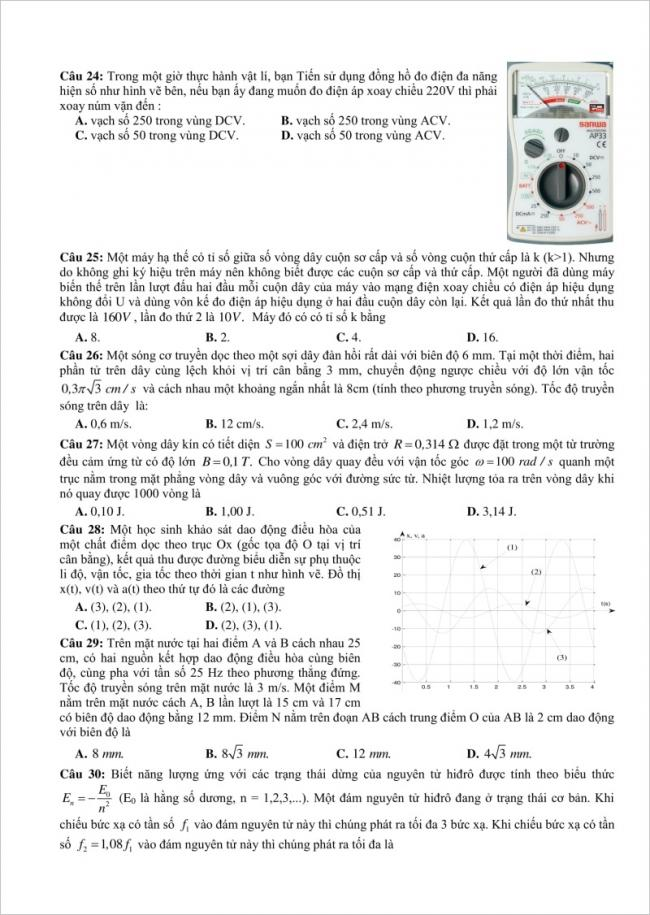 Câu 24: Trong một giờ thực hành vật lí, bạn Tiến sử dụng đồng hồ đo điện đa năng
hiện số như hình vẽ bên, nếu bạn ấy đang muốn đo điện áp xoay chiều 220V thì phải
xoay núm vặn đến :
A. vạch số 250 trong vùng DCV. B. vạch số 250 trong vùng ACV.
C. vạch số 50 trong vùng DCV. D. vạch số 50 trong vùng ACV.
sanwa
AP33
CE
OFF
DCV
BATT
DCmA
ACV
Câu 25: Một máy hạ thế có tỉ số giữa số vòng dây cuộn sơ cấp và số vòng cuộn thứ cấp là k (k>1). Nhưng
do không ghi ký hiệu trên máy nên không biết được các cuộn sơ cấp và thứ cấp. Một người đã dùng máy
biến thế trên lần lượt đấu hai đầu mỗi cuộn dây của máy vào mạng điện xoay chiều có điện áp hiệu dụng
không đổi U và dùng vôn kế đo điện áp hiệu dụng ở hai đầu cuộn dây còn lại. Kết quả lần đo thứ nhất thu
được là 160V , lần đo thứ 2 là 10V. Máy đó có có tỉ số k bằng
A. 8. B. 2. C. 4. D. 16.
Câu 26: Một sóng cơ truyền dọc theo một sợi dây đàn hồi rất dài với biên độ 6 mm. Tại một thời điểm, hai
phần tử trên dây cùng lệch khỏi vị trí cân bằng 3 mm, chuyển động ngược chiều với độ lớn vận tốc
0,3π√3 cm / s và cách nhau một khoảng ngắn nhất là 8cm (tính theo phương truyền sóng). Tốc độ truyền
sóng trên dây là:
A. 0,6 m/s. B. 12 cm/s. C. 2,4 m/s. D. 1,2 m/s.
Câu 27: Một vòng dây kín có tiết diện S = 100 cm² và điện trở R = 0,314 Ω được đặt trong một từ trường
đều cảm ứng từ có độ lớn B = 0,1 T. Cho vòng dây quay đều với vận tốc góc ω = 100 rad / s quanh một
trục nằm trong mặt phẳng vòng dây và vuông góc với đường sức từ. Nhiệt lượng tỏa ra trên vòng dây khi
nó quay được 1000 vòng là
A. 0,10 J. B. 1,00 J. C. 0,51 J. D. 3,14 J.
Câu 28: Một học sinh khảo sát dao động điều hòa của
một chất điểm dọc theo trục Ox (gốc tọa độ O tại vị trí
cân bằng), kết quả thu được đường biểu diễn sự phụ thuộc
li độ, vận tốc, gia tốc theo thời gian t như hình vẽ. Đồ thị
x(t), v(t) và a(t) theo thứ tự đó là các đường
A. (3), (2), (1). B. (2), (1), (3).
C. (1), (2), (3). D. (2), (3), (1).
x, v, a
40
30
20
10
0
-10
-20
-30
-40
0.5 1 1.5 2 2.5 3 3.5 4
t(s)
(1)
(2)
(3)
Câu 29: Trên mặt nước tại hai điểm A và B cách nhau 25
cm, có hai nguồn kết hợp dao động điều hòa cùng biên
độ, cùng pha với tần số 25 Hz theo phương thẳng đứng.
Tốc độ truyền sóng trên mặt nước là 3 m/s. Một điểm M
nằm trên mặt nước cách A, B lần lượt là 15 cm và 17 cm
có biên độ dao động bằng 12 mm. Điểm N nằm trên đoạn AB cách trung điểm O của AB là 2 cm dao động
với biên độ là
A. 8 mm. B. 8√3 mm. C. 12 mm. D. 4√3 mm.
Câu 30: Biết năng lượng ứng với các trạng thái dừng của nguyên tử hiđrô được tính theo biểu thức
Eₙ = −E₀/n² (E₀ là hằng số dương, n = 1,2,3,...). Một đám nguyên tử hiđrô đang ở trạng thái cơ bản. Khi
chiếu bức xạ có tần số f₁ vào đám nguyên tử này thì chúng phát ra tối đa 3 bức xạ. Khi chiếu bức xạ có tần
số f₂ = 1,08f₁ vào đám nguyên tử này thì chúng phát ra tối đa là